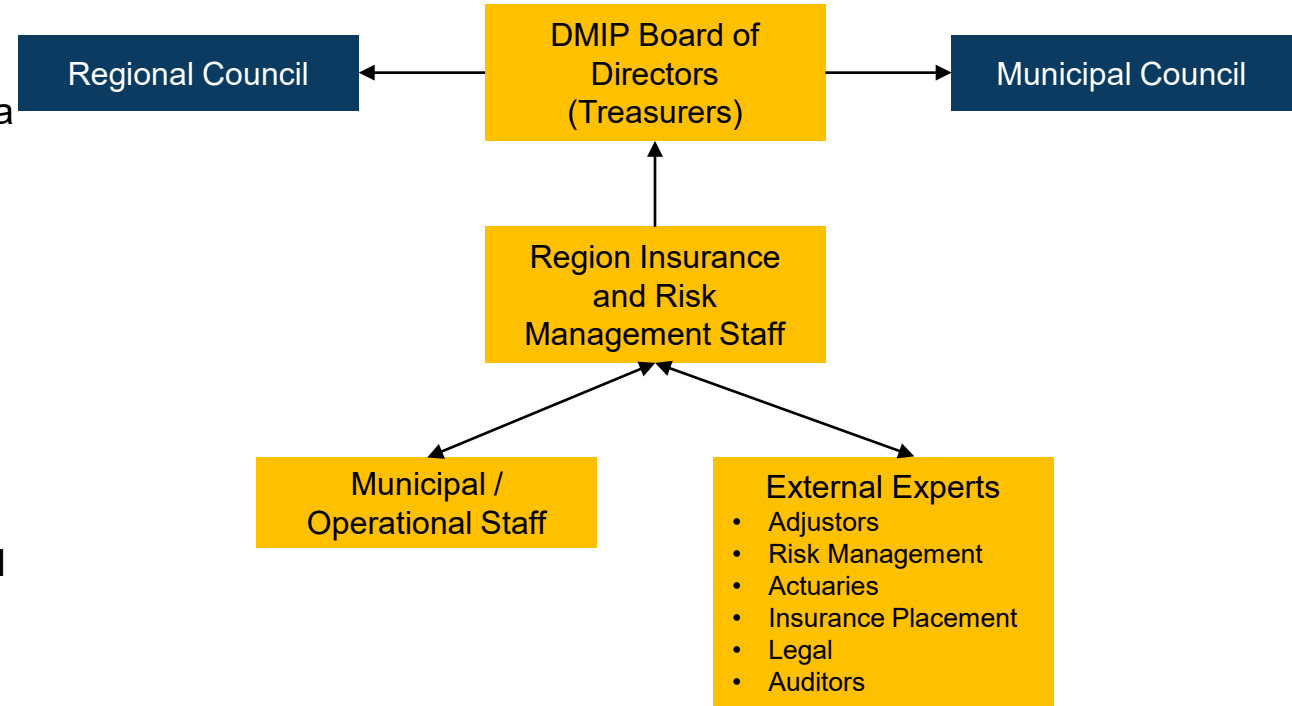 DMIP Board of
Directors
(Treasurers)
Regional Council
Municipal Council
a
Region Insurance
and Risk
Management Staff
Municipal /
Operational Staff
External Experts
• Adjustors
• Risk Management
• Actuaries
• Insurance Placement
• Legal
• Auditors